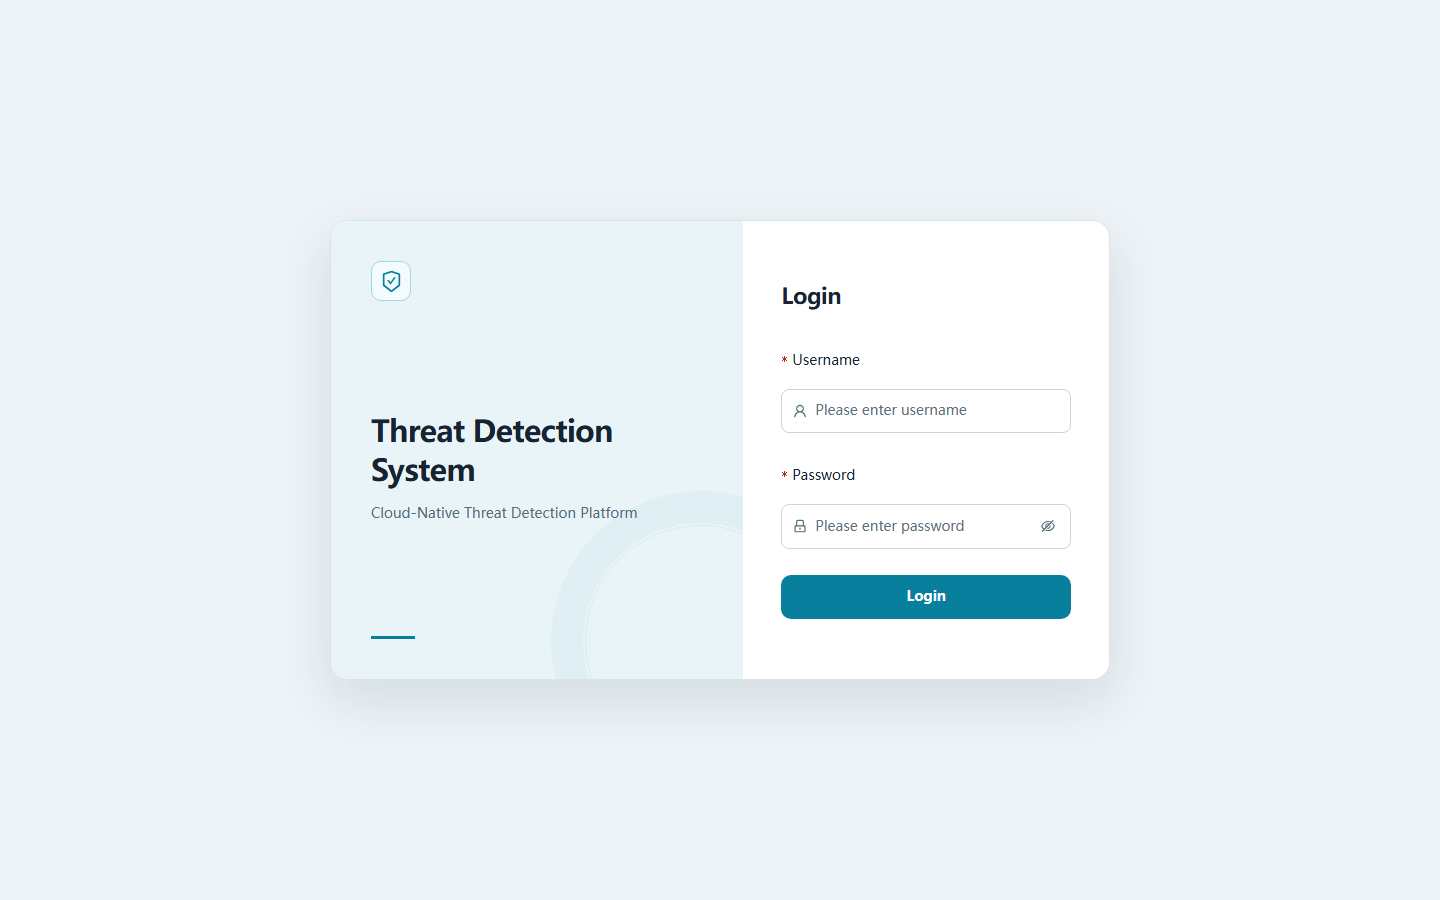 Threat Detection
System
Cloud-Native Threat Detection Platform
Login
* Username
Please enter username
* Password
Please enter password
Login